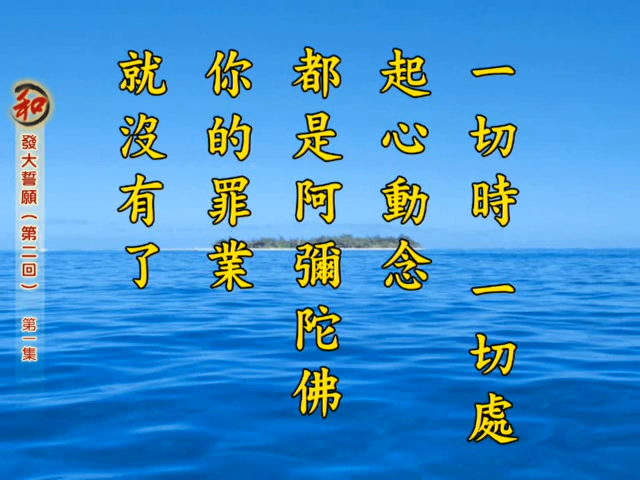 一切時 一切處
起心動念
都是阿彌陀佛
你的罪業
就沒有了
和
發大誓願(第二回) 第一集